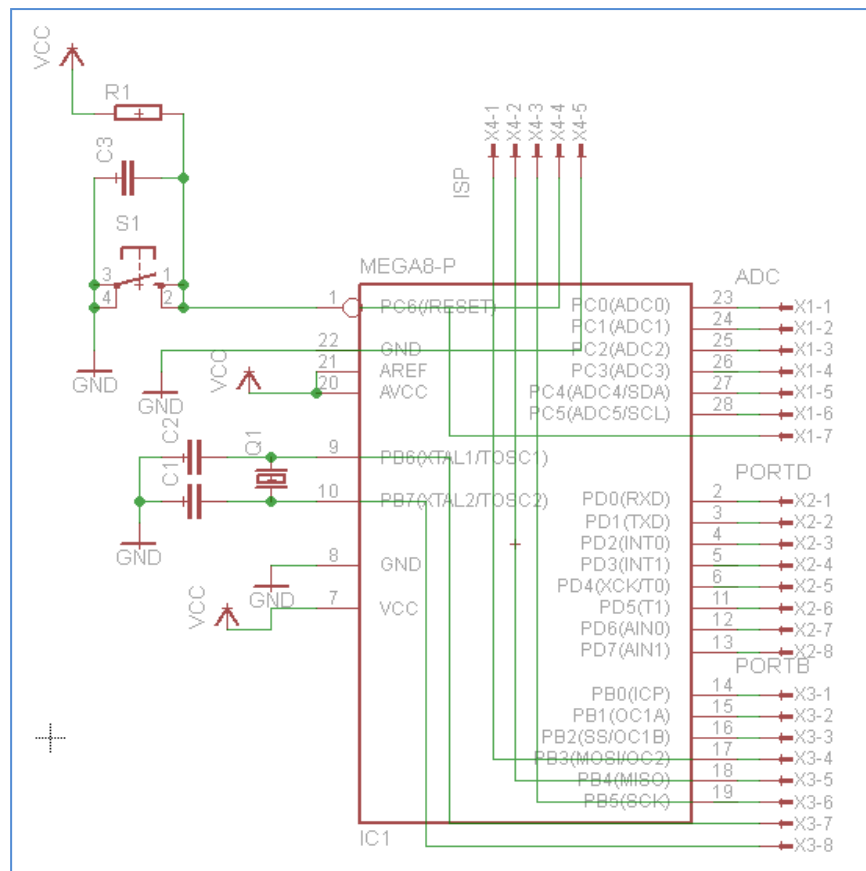 VCC
R1
C3
S1
3 1
4 2
GND
ISP
X4-1
X4-2
X4-3
X4-4
X4-5
MEGA8-P
ADC
1 PC6(/RESET) PC0(ADC0) 23 X1-1
PC1(ADC1) 24 X1-2
22 GND PC2(ADC2) 25 X1-3
21 AREF PC3(ADC3) 26 X1-4
20 AVCC PC4(ADC4/SDA) 27 X1-5
PC5(ADC5/SCL) 28 X1-6
X1-7
VCC
GND
C2
C1
Q1
9 PB6(XTAL1/TOSC1)
10 PB7(XTAL2/TOSC2)
GND
PORTD
PD0(RXD) 2 X2-1
PD1(TXD) 3 X2-2
PD2(INT0) 4 X2-3
8 GND PD3(INT1) 5 X2-4
PD4(XCK/T0) 6 X2-5
7 VCC PD5(T1) 11 X2-6
PD6(AIN0) 12 X2-7
PD7(AIN1) 13 X2-8
GND
VCC
PORTB
PB0(ICP) 14 X3-1
PB1(OC1A) 15 X3-2
PB2(SS/OC1B) 16 X3-3
PB3(MOSI/OC2) 17 X3-4
PB4(MISO) 18 X3-5
PB5(SCK) 19 X3-6
X3-7
X3-8
IC1